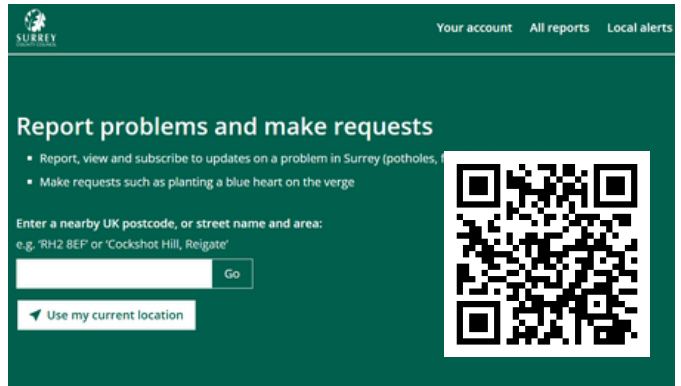 SURREY
COUNTY COUNCIL
Your account All reports Local alerts
Report problems and make requests
Report, view and subscribe to updates on a problem in Surrey (potholes,
Make requests such as planting a blue heart on the verge
Enter a nearby UK postcode, or street name and area:
e.g. 'RH2 8EF' or 'Cockshot Hill, Reigate'
Go
Use my current location